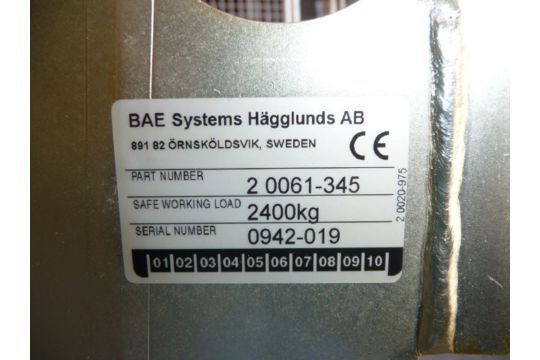 BAE Systems Hägglunds AB
891 82 ÖRNSKÖLDSVIK, SWEDEN
CE
PART NUMBER 2 0061-345
SAFE WORKING LOAD 2400kg
SERIAL NUMBER 0942-019
01|02|03|04|05|06|07|08|09|10
2 0020-975